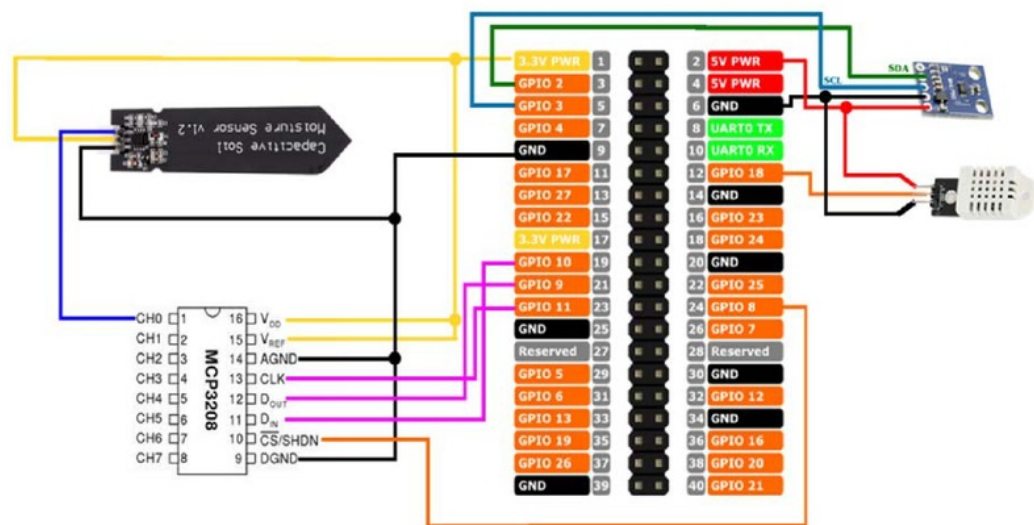 3.3V PWR 1 2 5V PWR
GPIO 2 3 4 5V PWR
GPIO 3 5 6 GND
GPIO 4 7 8 UART0 TX
GND 9 10 UART0 RX
GPIO 17 11 12 GPIO 18
GPIO 27 13 14 GND
GPIO 22 15 16 GPIO 23
3.3V PWR 17 18 GPIO 24
GPIO 10 19 20 GND
GPIO 9 21 22 GPIO 25
GPIO 11 23 24 GPIO 8
GND 25 26 GPIO 7
Reserved 27 28 Reserved
GPIO 5 29 30 GND
GPIO 6 31 32 GPIO 12
GPIO 13 33 34 GND
GPIO 19 35 36 GPIO 16
GPIO 26 37 38 GPIO 20
GND 39 40 GPIO 21
SDA
SCL
Capacitive Soil
Moisture Sensor v1.2
CH0 1 16 VDD
CH1 2 15 VREF
CH2 3 14 AGND
CH3 4 13 CLK
CH4 5 12 DOUT
CH5 6 11 DIN
CH6 7 10 CS/SHDN
CH7 8 9 DGND
MCP3208